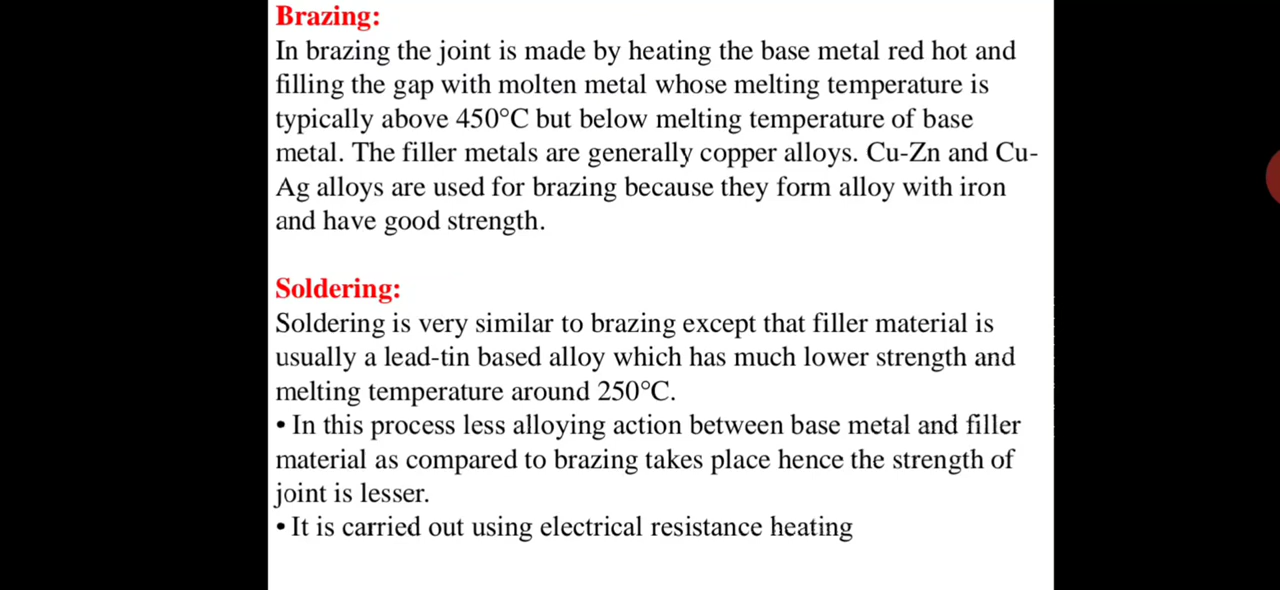 Brazing:
In brazing the joint is made by heating the base metal red hot and
filling the gap with molten metal whose melting temperature is
typically above 450°C but below melting temperature of base
metal. The filler metals are generally copper alloys. Cu-Zn and Cu-
Ag alloys are used for brazing because they form alloy with iron
and have good strength.
Soldering:
Soldering is very similar to brazing except that filler material is
usually a lead-tin based alloy which has much lower strength and
melting temperature around 250°C.
• In this process less alloying action between base metal and filler
material as compared to brazing takes place hence the strength of
joint is lesser.
• It is carried out using electrical resistance heating